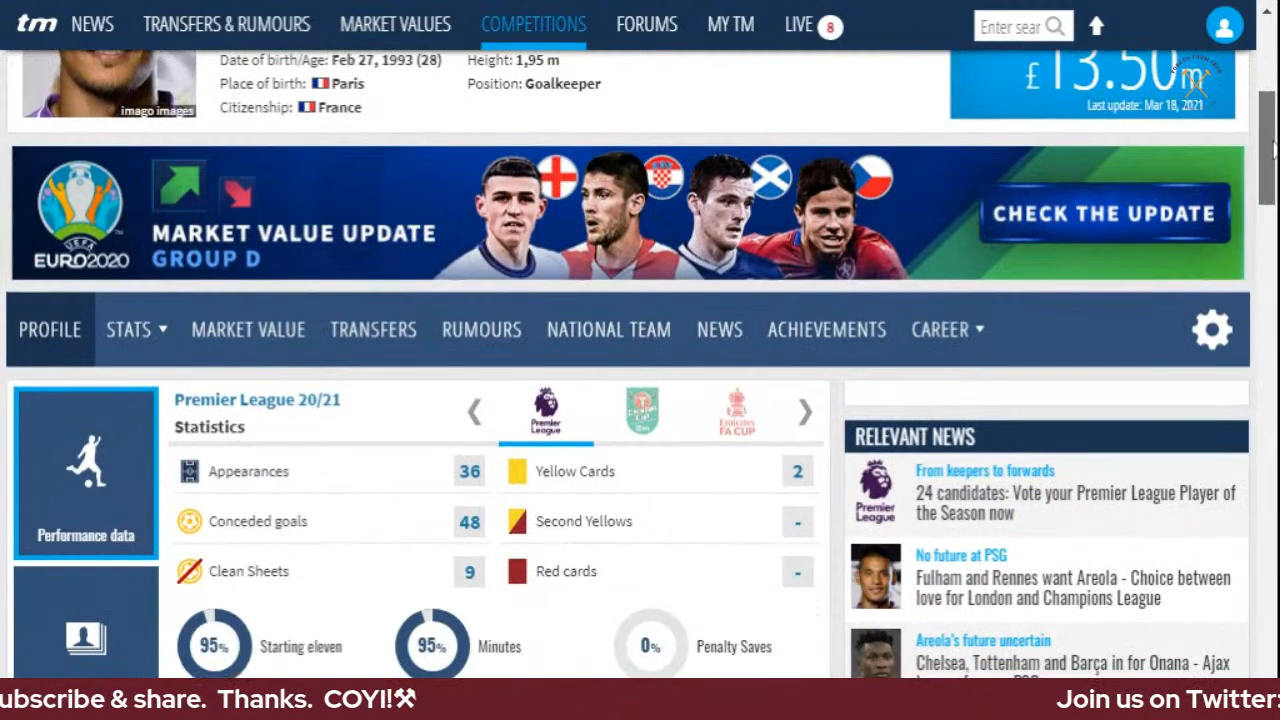 tm NEWS TRANSFERS & RUMOURS MARKET VALUES COMPETITIONS FORUMS MY TM LIVE 8 Enter sear
Date of birth/Age: Feb 27, 1993 (28) Height: 1,95 m
Place of birth: Paris Position: Goalkeeper
Citizenship: France
imago images
£13.50m
Last update: Mar 18, 2021
UEFA
EURO2020
MARKET VALUE UPDATE
GROUP D
CHECK THE UPDATE
PROFILE STATS MARKET VALUE TRANSFERS RUMOURS NATIONAL TEAM NEWS ACHIEVEMENTS CAREER
Performance data
Premier League 20/21
Statistics
Premier
League
Emirates
FA CUP
Appearances 36 Yellow Cards 2
Conceded goals 48 Second Yellows -
Clean Sheets 9 Red cards -
95% Starting eleven 95% Minutes 0% Penalty Saves
RELEVANT NEWS
Premier
League
From keepers to forwards
24 candidates: Vote your Premier League Player of
the Season now
No future at PSG
Fulham and Rennes want Areola - Choice between
love for London and Champions League
Areola's future uncertain
Chelsea, Tottenham and Barça in for Onana - Ajax
ubscribe & share. Thanks. COYI!⚒ Join us on Twitter: